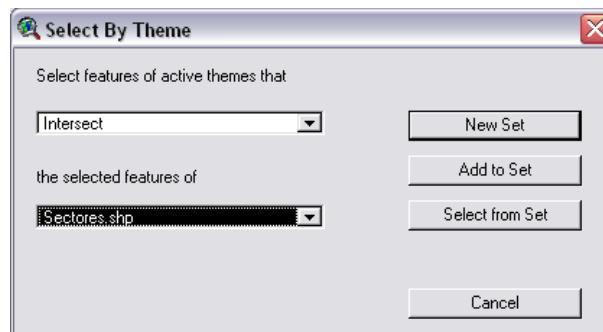 Select By Theme
Select features of active themes that
Intersect
New Set
the selected features of
Add to Set
Sectores.shp
Select from Set
Cancel